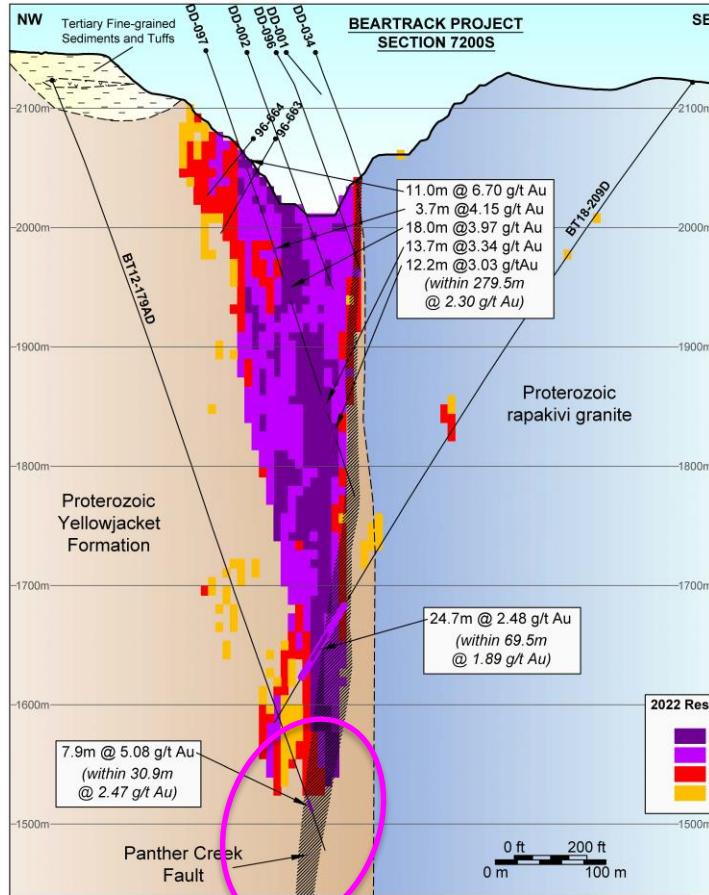 NW
BEARTRACK PROJECT
SECTION 7200S
SE
Tertiary Fine-grained
Sediments and Tuffs
DD-097
DD-002
DD-096
DD-001
DD-034
96-664
96-663
2100m
2100m
11.0m @ 6.70 g/t Au
3.7m @4.15 g/t Au
18.0m @3.97 g/t Au
13.7m @3.34 g/t Au
12.2m @3.03 g/tAu
(within 279.5m
@ 2.30 g/t Au)
BT18-209D
BT12-179AD
2000m
2000m
1900m
1900m
Proterozoic
rapakivi granite
1800m
1800m
Proterozoic
Yellowjacket
Formation
1700m
1700m
24.7m @ 2.48 g/t Au
(within 69.5m
@ 1.89 g/t Au)
1600m
1600m
2022 Res
7.9m @ 5.08 g/t Au
(within 30.9m
@ 2.47 g/t Au)
1500m
1500m
Panther Creek
Fault
0 ft 200 ft
0 m 100 m